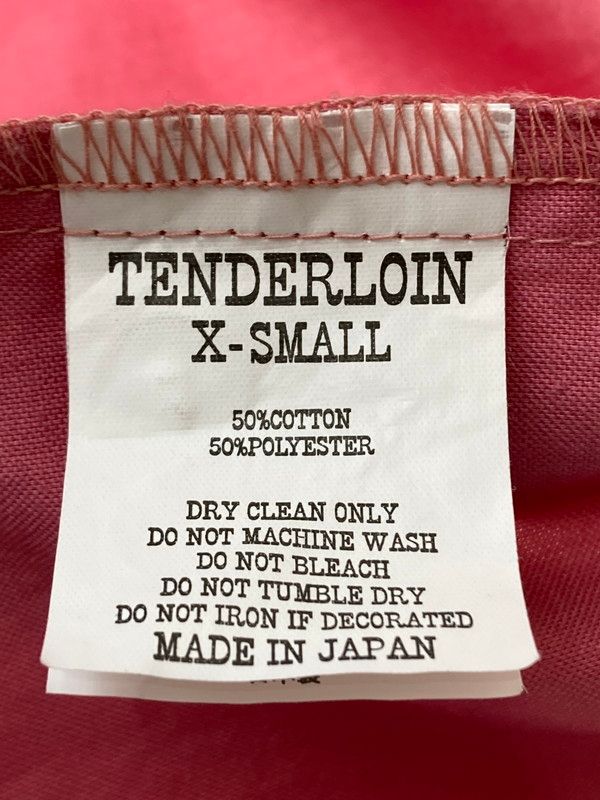 TENDERLOIN
X-SMALL
50%COTTON
50%POLYESTER
DRY CLEAN ONLY
DO NOT MACHINE WASH
DO NOT BLEACH
DO NOT TUMBLE DRY
DO NOT IRON IF DECORATED
MADE IN JAPAN